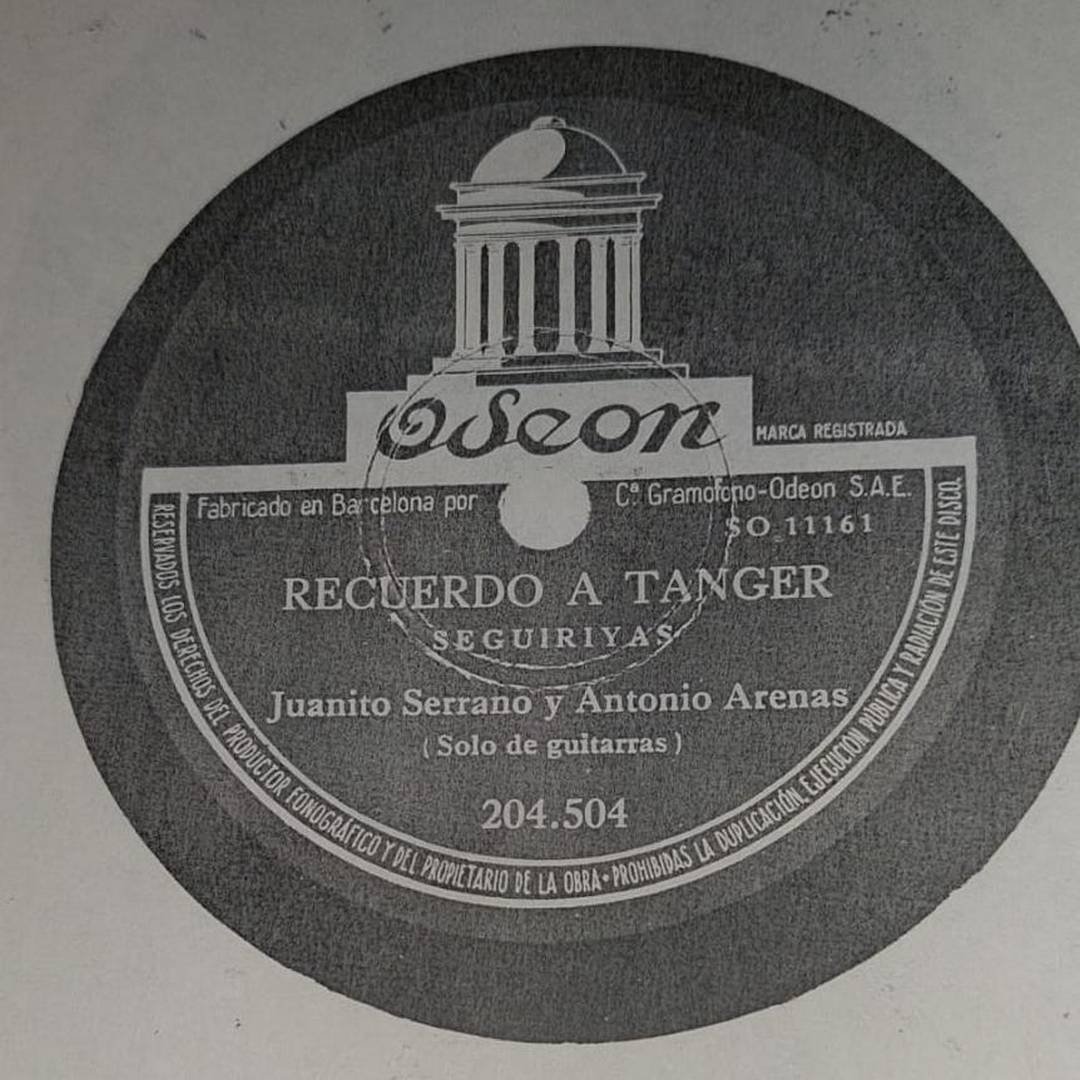 Odeon
MARCA REGISTRADA
Fabricado en Barcelona por
Cª Gramofono-Odeon S.A.E.
SO 11161
RECUERDO A TANGER
SEGUIRIYAS
Juanito Serrano y Antonio Arenas
(Solo de guitarras)
204.504
RESERVADOS LOS DERECHOS DEL PRODUCTOR FONOGRÁFICO Y DEL PROPIETARIO DE LA OBRA • PROHIBIDAS LA DUPLICACIÓN, EJECUCIÓN PÚBLICA Y RADIACIÓN DE ESTE DISCO.